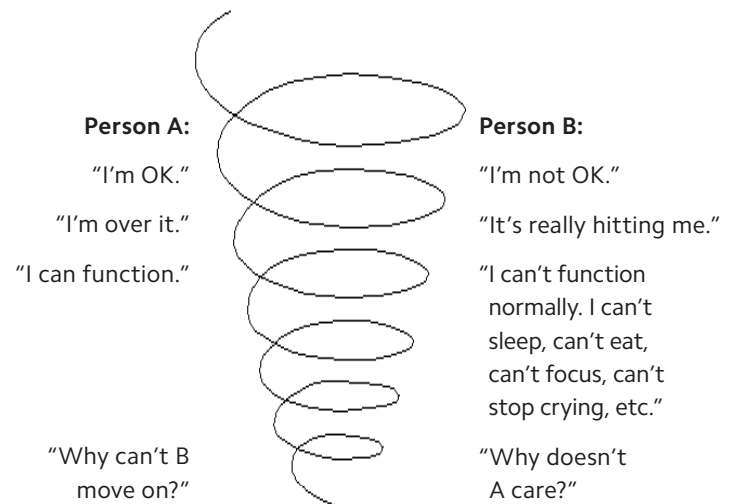 Person A:
“I’m OK.”
“I’m over it.”
“I can function.”
“Why can’t B
move on?”
Person B:
“I’m not OK.”
“It’s really hitting me.”
“I can’t function
normally. I can’t
sleep, can’t eat,
can’t focus, can’t
stop crying, etc.”
“Why doesn’t
A care?”